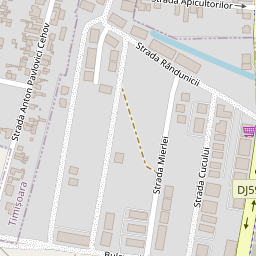 Strada Apicultorilor
Strada Rândunicii
Strada Anton Pavlovici Cehov
Strada Mierlei
Strada Cucului
Timișoara
DJ59